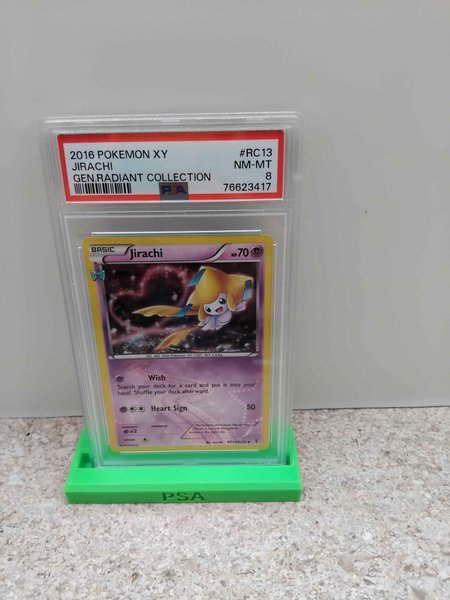 2016 POKEMON XY #RC13
JIRACHI NM-MT
GEN.RADIANT COLLECTION 8
PSA 76623417
BASIC
Jirachi HP70
Wish
Search your deck for a card and put it into your
hand. Shuffle your deck afterward.
Heart Sign 50
x2
PSA